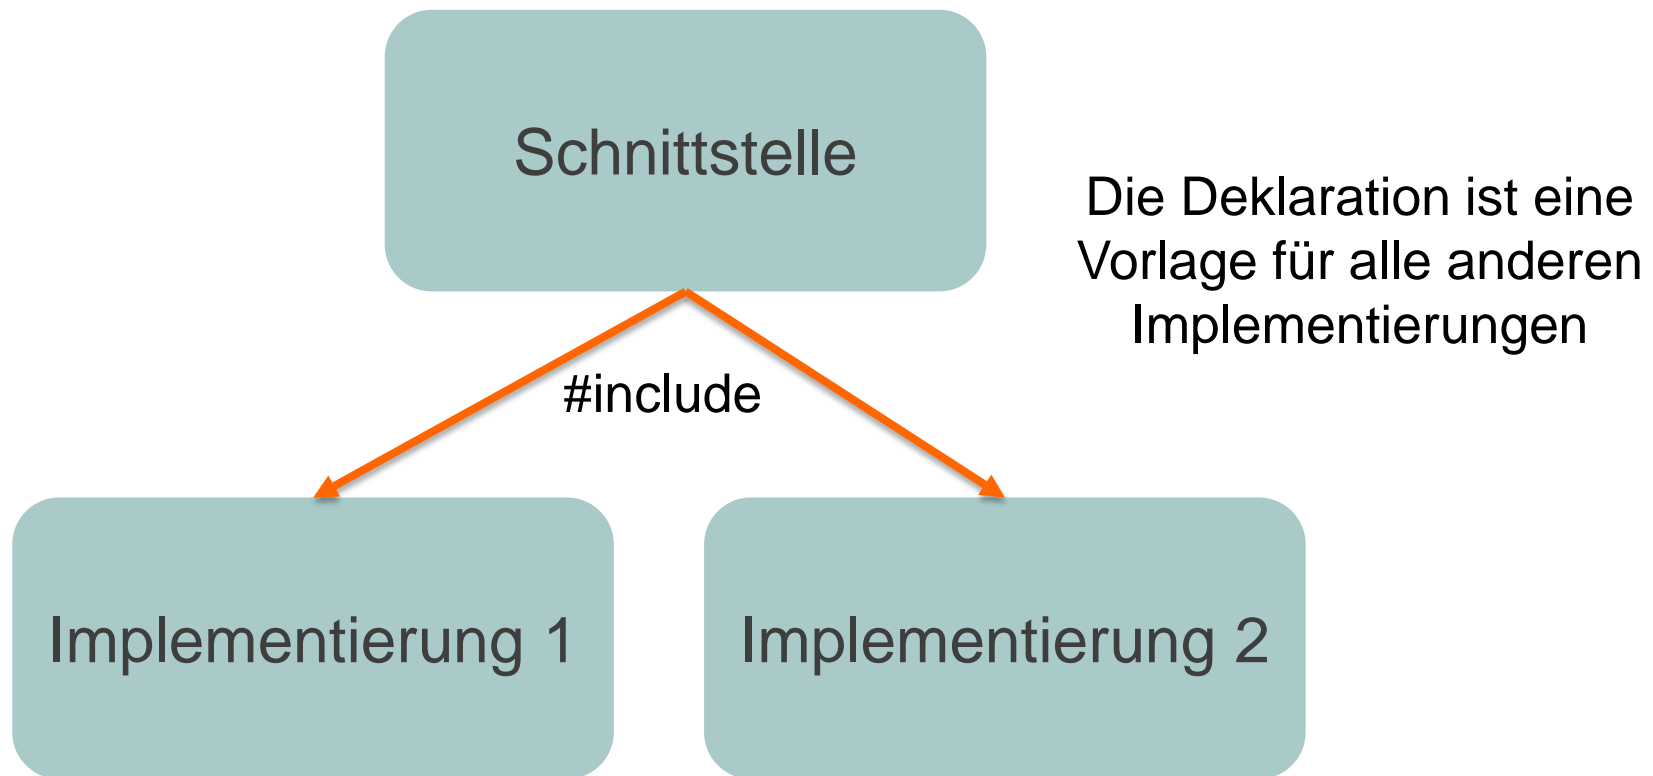 Schnittstelle
Die Deklaration ist eine
Vorlage für alle anderen
Implementierungen
#include
Implementierung 1
Implementierung 2